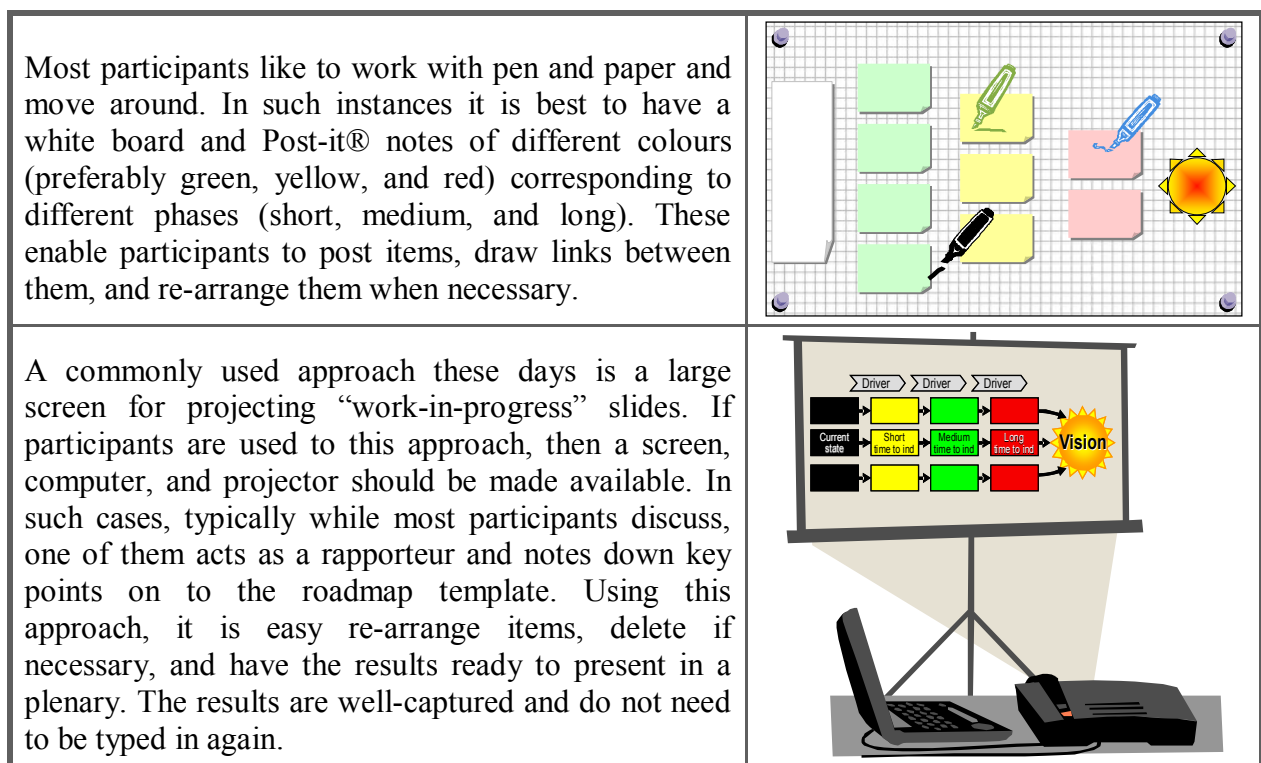 Most participants like to work with pen and paper and
move around. In such instances it is best to have a
white board and Post-it® notes of different colours
(preferably green, yellow, and red) corresponding to
different phases (short, medium, and long). These
enable participants to post items, draw links between
them, and re-arrange them when necessary.
A commonly used approach these days is a large
screen for projecting “work-in-progress” slides. If
participants are used to this approach, then a screen,
computer, and projector should be made available. In
such cases, typically while most participants discuss,
one of them acts as a rapporteur and notes down key
points on to the roadmap template. Using this
approach, it is easy re-arrange items, delete if
necessary, and have the results ready to present in a
plenary. The results are well-captured and do not need
to be typed in again.
Driver Driver Driver
Current state
Short time to ind
Medium time to ind
Long time to ind
Vision